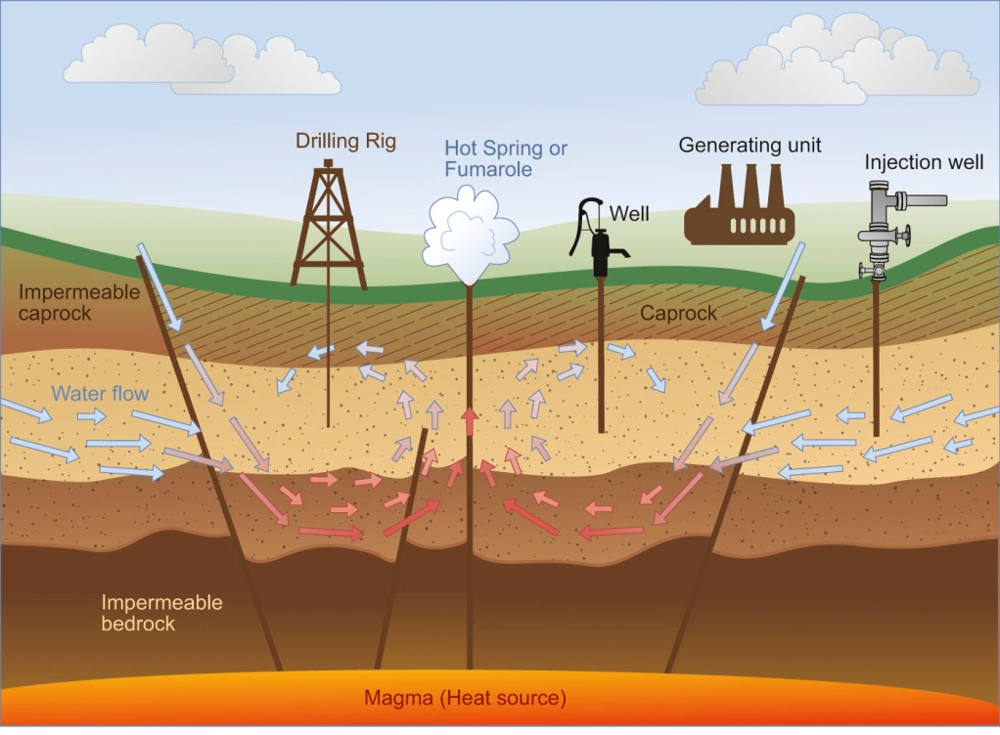 Drilling Rig
Hot Spring or
Fumarole
Generating unit
Injection well
Well
Impermeable
caprock
Caprock
Water flow
Impermeable
bedrock
Magma (Heat source)